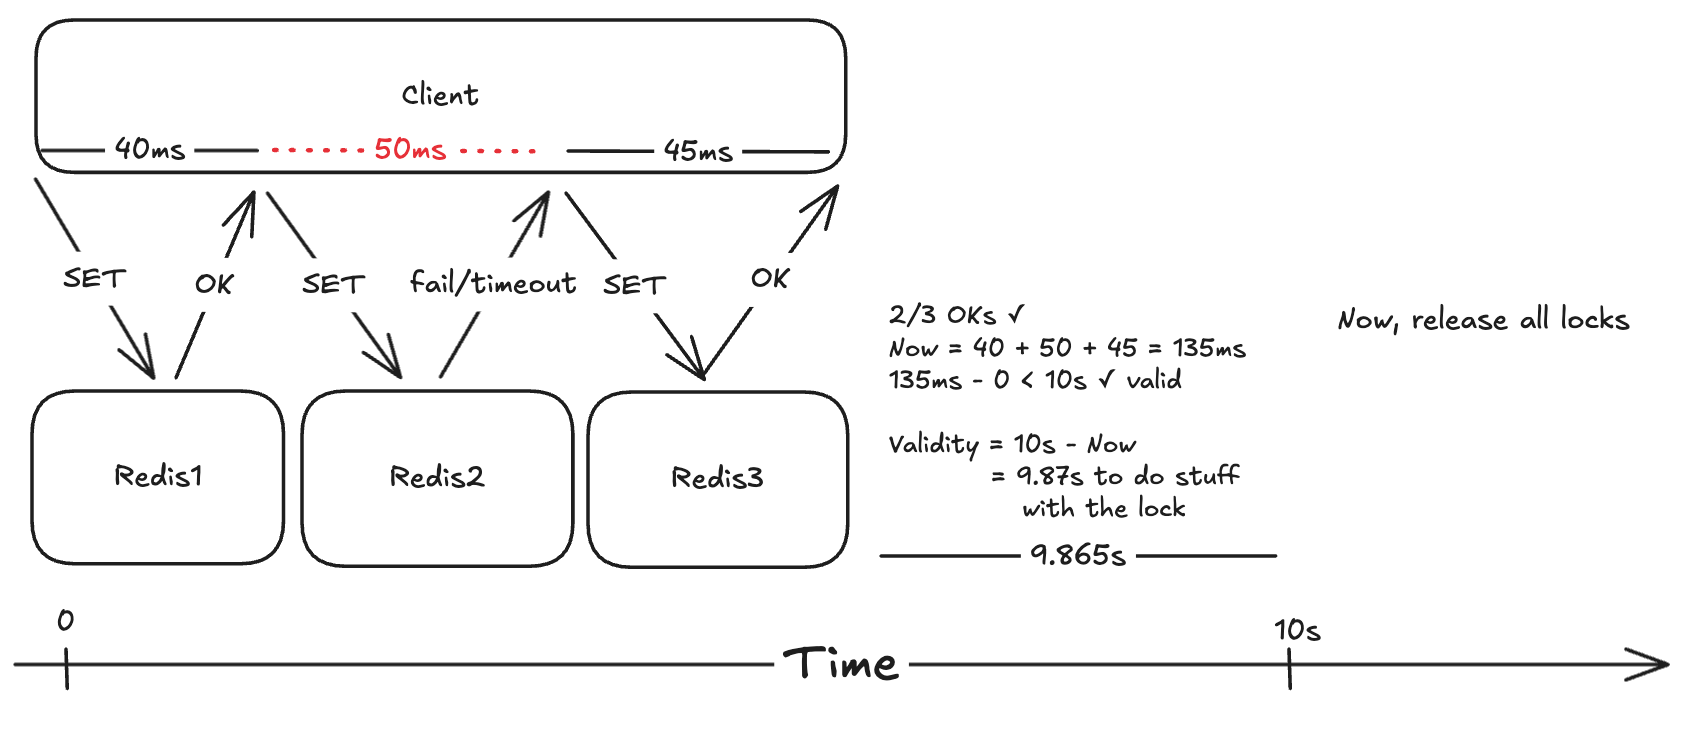 Client
40ms
50ms
45ms
SET
OK
SET
fail/timeout
SET
OK
Redis1
Redis2
Redis3
2/3 OKs ✓
Now = 40 + 50 + 45 = 135ms
135ms - 0 < 10s ✓ valid
Validity = 10s - Now
= 9.87s to do stuff
with the lock
9.865s
Now, release all locks
0
10s
Time